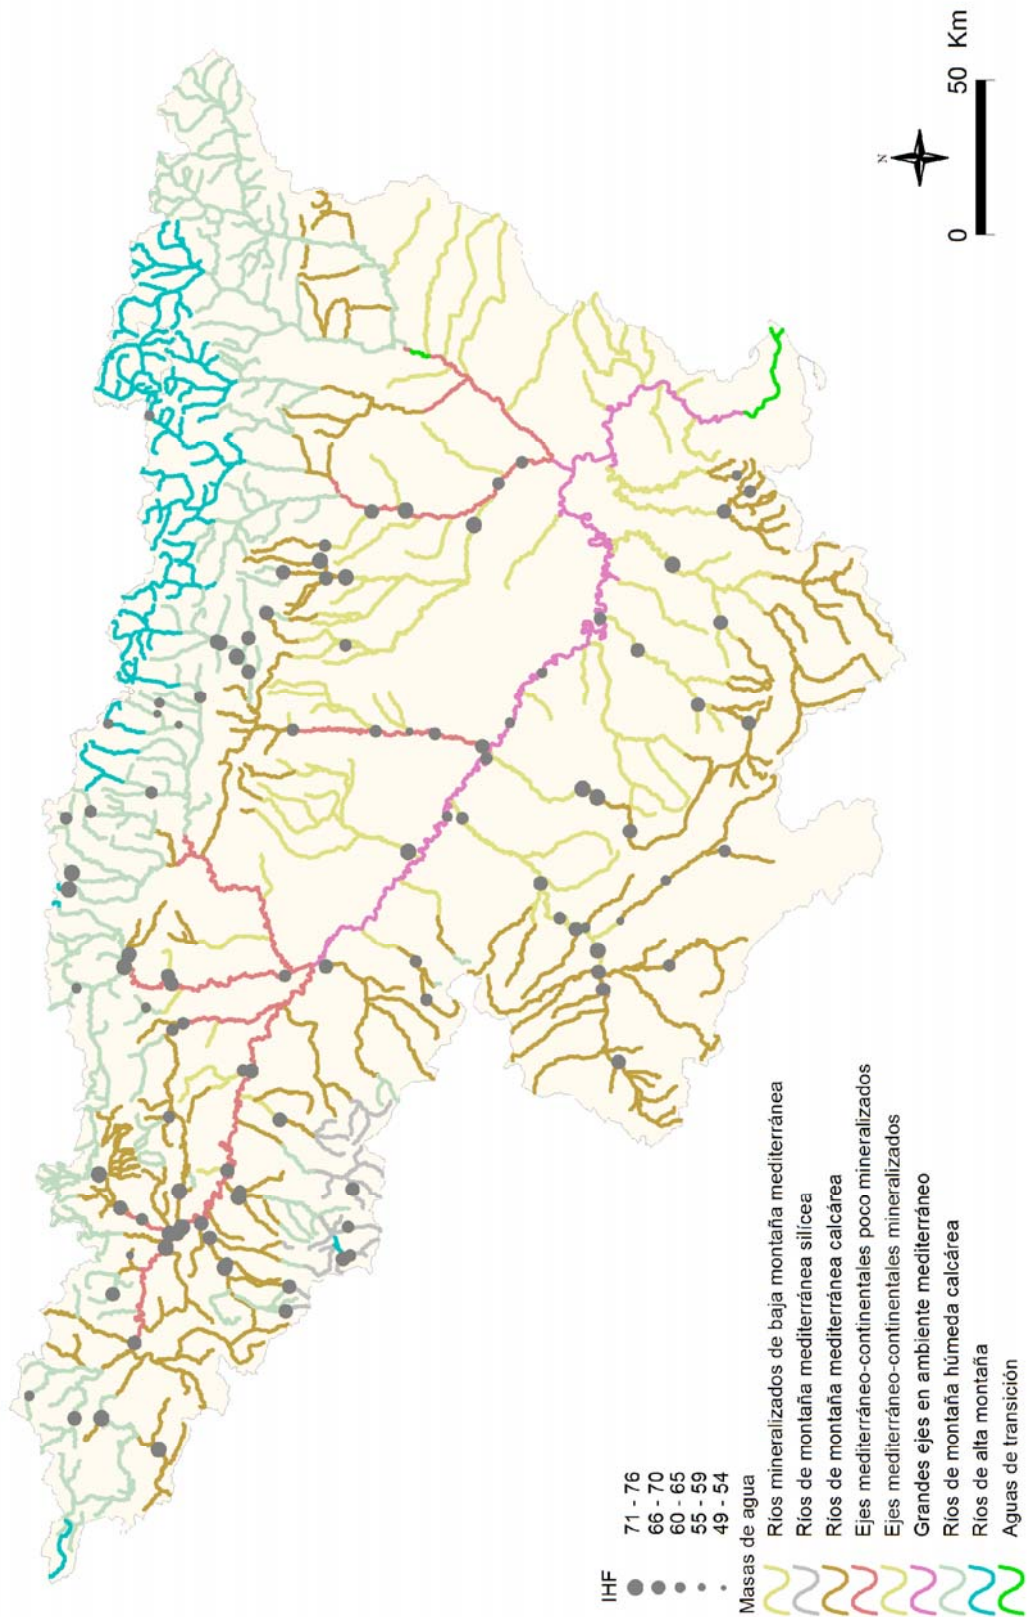 IHF
71 - 76
66 - 70
60 - 65
55 - 59
49 - 54
Masas de agua
Ríos mineralizados de baja montaña mediterránea
Ríos de montaña mediterránea silícea
Ríos de montaña mediterránea calcárea
Ejes mediterráneo-continentales poco mineralizados
Ejes mediterráneo-continentales mineralizados
Grandes ejes en ambiente mediterráneo
Ríos de montaña húmeda calcárea
Ríos de alta montaña
Aguas de transición
N
0 50 Km